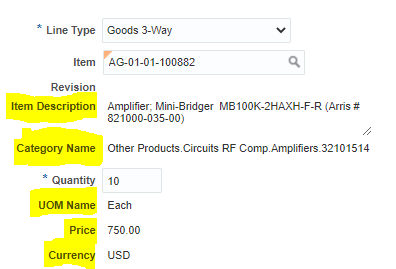 * Line Type Goods 3-Way
Item AG-01-01-100882
Revision
Item Description Amplifier; Mini-Bridger MB100K-2HAXH-F-R (Arris #
821000-035-00)
Category Name Other Products.Circuits RF Comp.Amplifiers.32101514
* Quantity 10
UOM Name Each
Price 750.00
Currency USD